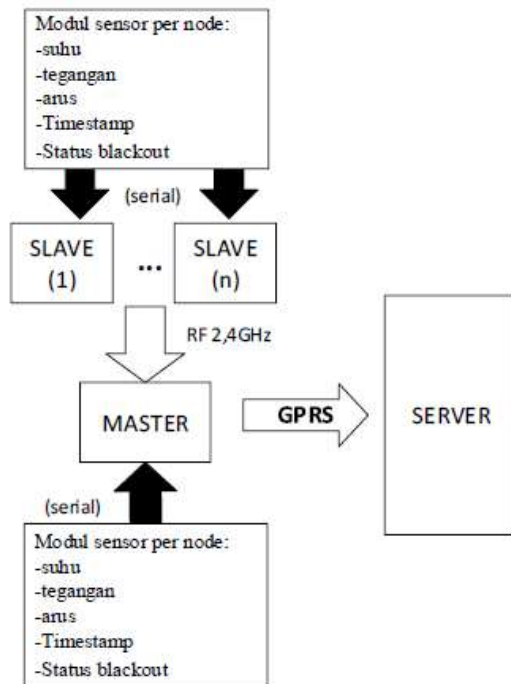 Modul sensor per node:
-suhu
-tegangan
-arus
-Timestamp
-Status blackout
(serial)
SLAVE
(1)
...
SLAVE
(n)
RF 2,4GHz
MASTER
GPRS
SERVER
(serial)
Modul sensor per node:
-suhu
-tegangan
-arus
-Timestamp
-Status blackout